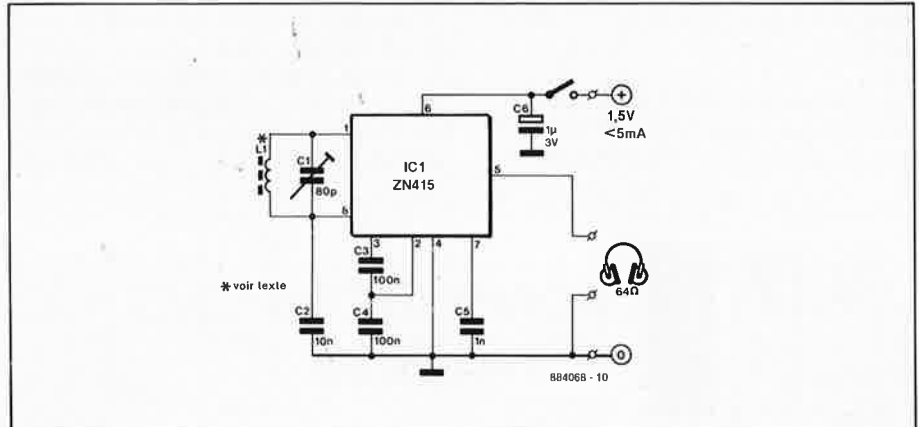 6
C6
1µ
3V
+
1,5V
<5mA
*
L1
C1
80p
1
IC1
ZN415
5
3
2
4
7
C3
100n
* voir texte
64Ω
C2
10n
C4
100n
C5
1n
0
884068 - 10